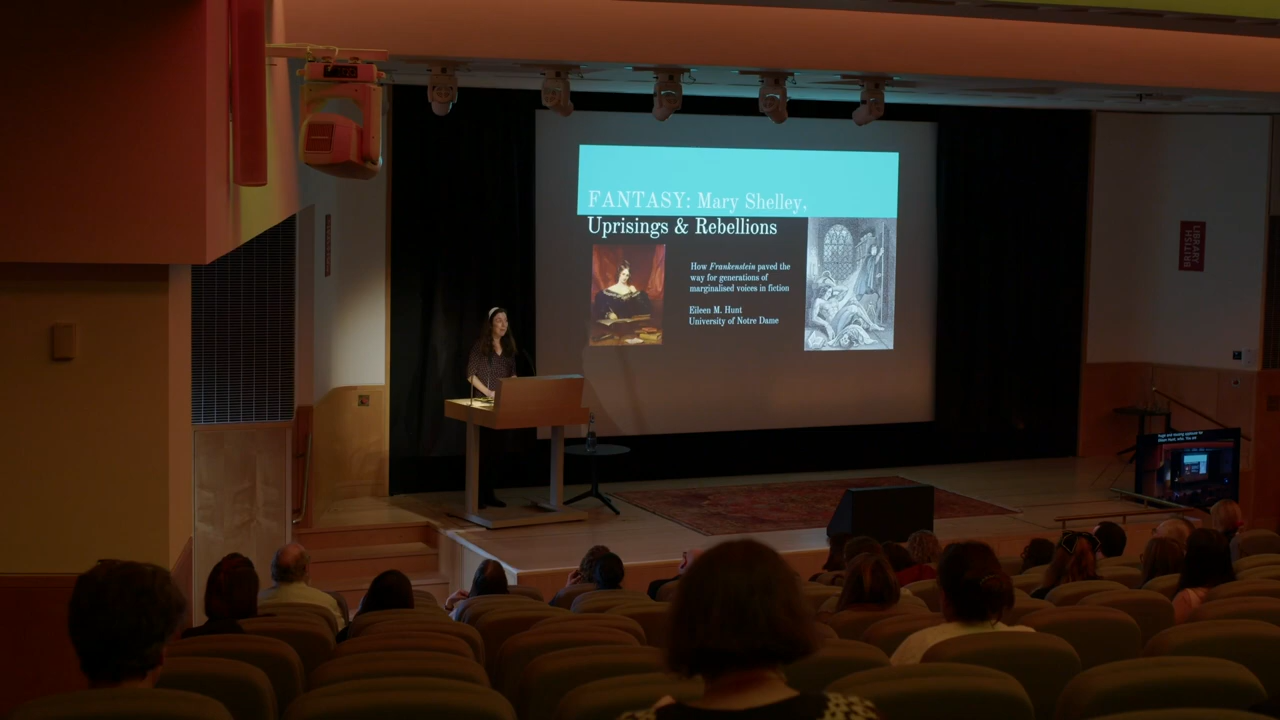 FANTASY: Mary Shelley,
Uprisings & Rebellions
How Frankenstein paved the
way for generations of
marginalised voices in fiction
Eileen M. Hunt
University of Notre Dame
BRITISH
LIBRARY